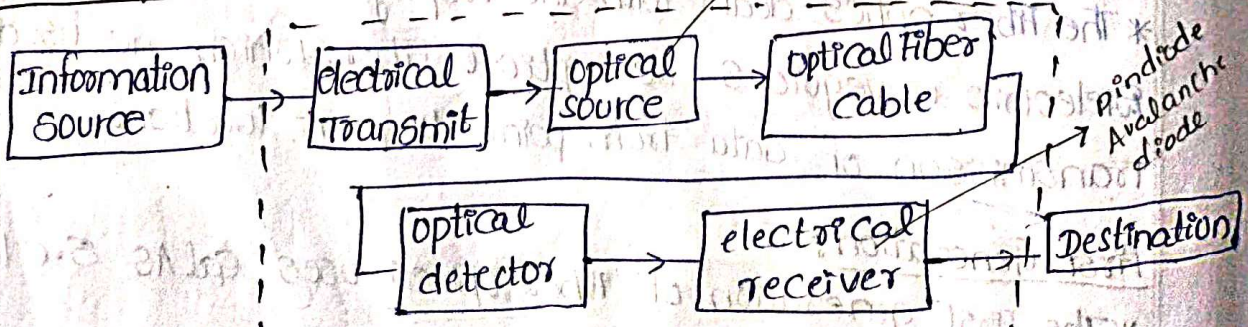 Information
source
electrical
Transmit
optical
source
optical Fiber
cable
pindiode
Avalanche
diode
optical
detector
electrical
receiver
Destination